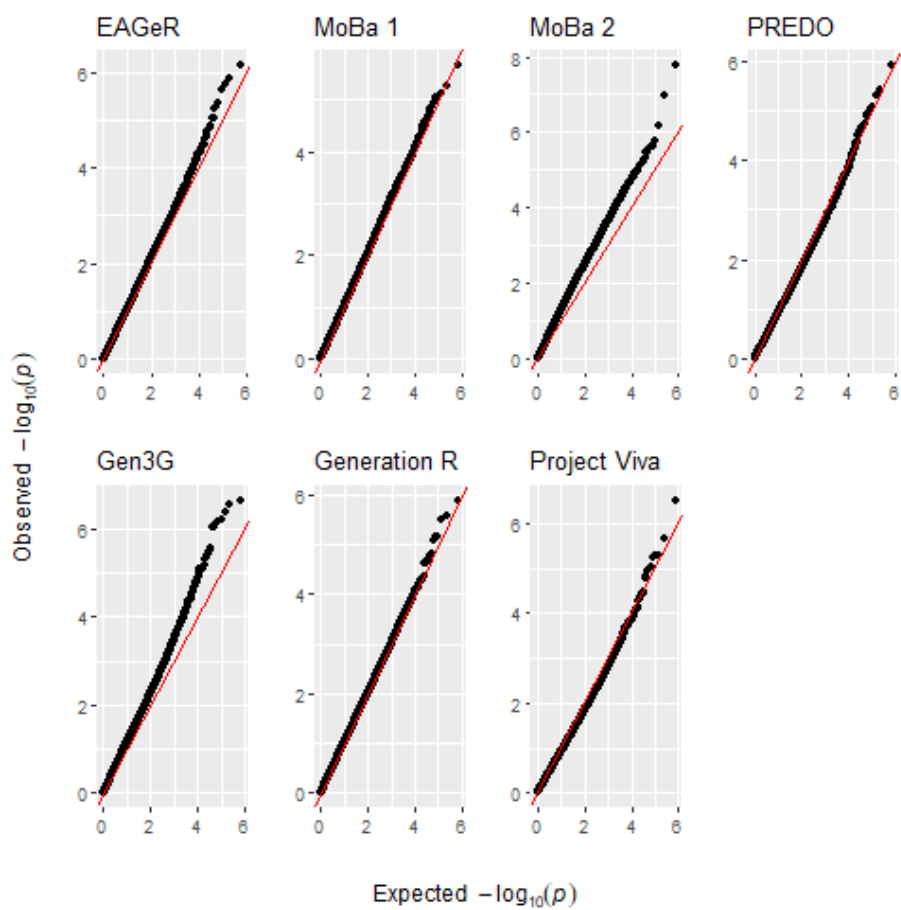 EAGeR MoBa 1 MoBa 2 PREDO
6 4 2 0
4 2 0
8 6 4 2 0
6 4 2 0
0 2 4 6 0 2 4 6 0 2 4 6 0 2 4 6
Observed −log10(p)
Gen3G Generation R Project Viva
6 4 2 0
6 4 2 0
6 4 2 0
0 2 4 6 0 2 4 6 0 2 4 6
Expected −log10(p)